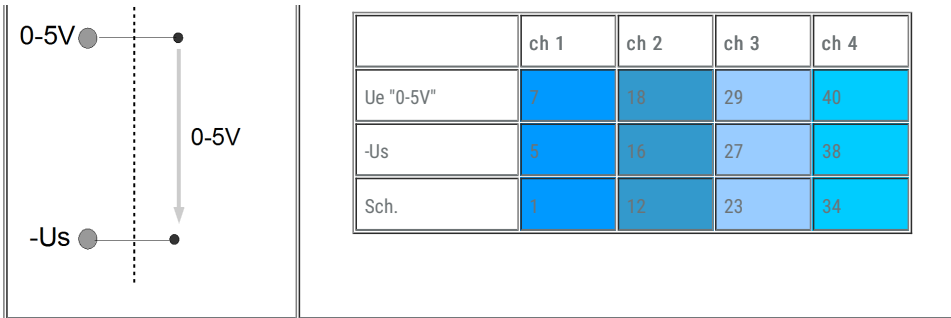 0-5V
0-5V
-Us
ch 1 ch 2 ch 3 ch 4
Ue "0-5V" 7 18 29 40
-Us 5 16 27 38
Sch. 1 12 23 34